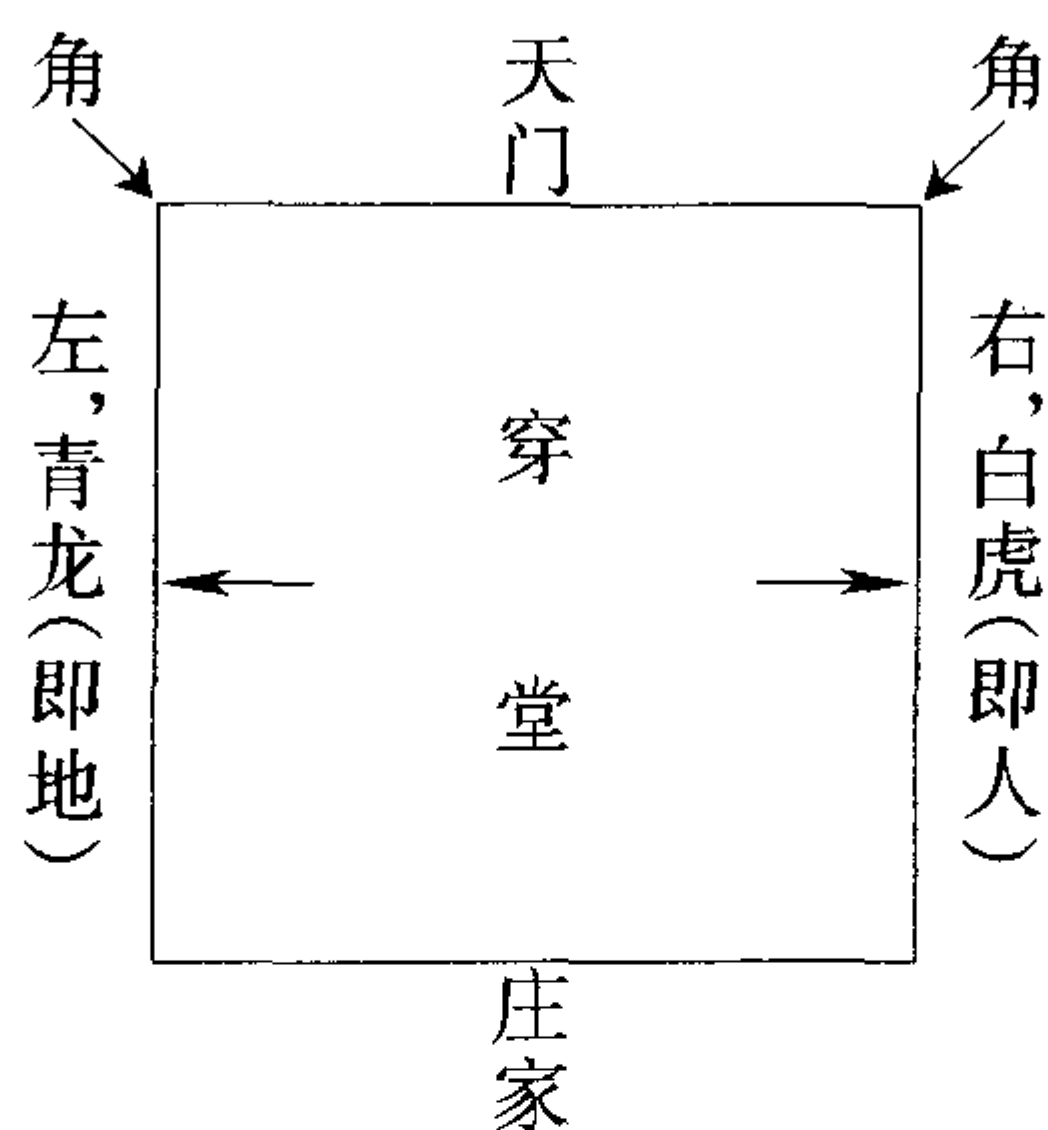 角
天门
角
左，青龙（即地）
穿堂
右，白虎（即人）
庄家